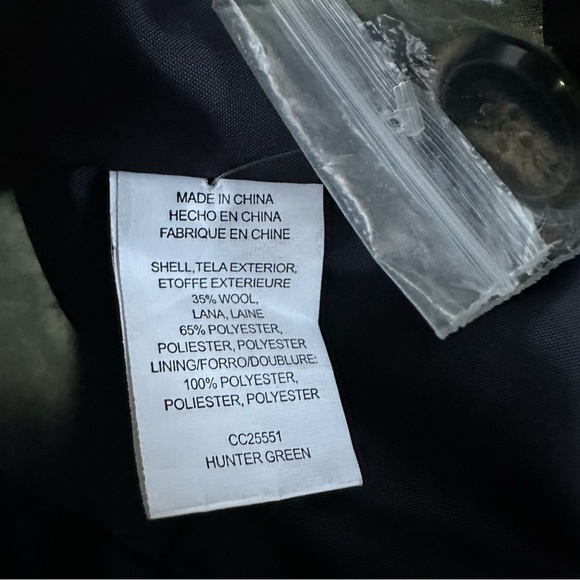 MADE IN CHINA
HECHO EN CHINA
FABRIQUE EN CHINE
SHELL,TELA EXTERIOR,
ETOFFE EXTERIEURE
35% WOOL,
LANA, LAINE
65% POLYESTER,
POLIESTER, POLYESTER
LINING/FORRO/DOUBLURE:
100% POLYESTER,
POLIESTER, POLYESTER
CC25551
HUNTER GREEN